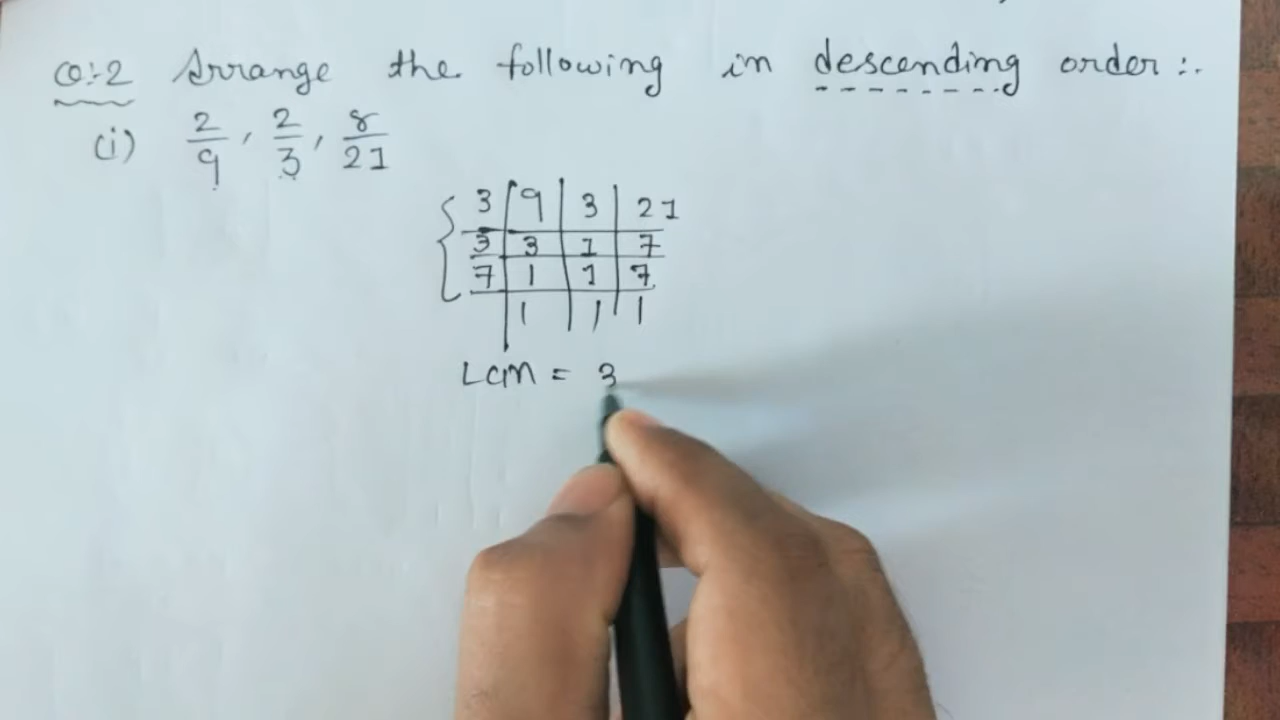 Q:-2 Arrange the following in descending order :-
(i) 2/9, 2/3, 8/21
3 | 9 | 3 | 21
3 | 3 | 1 | 7
7 | 1 | 1 | 7
| 1 | 1 | 1
LCM = 3